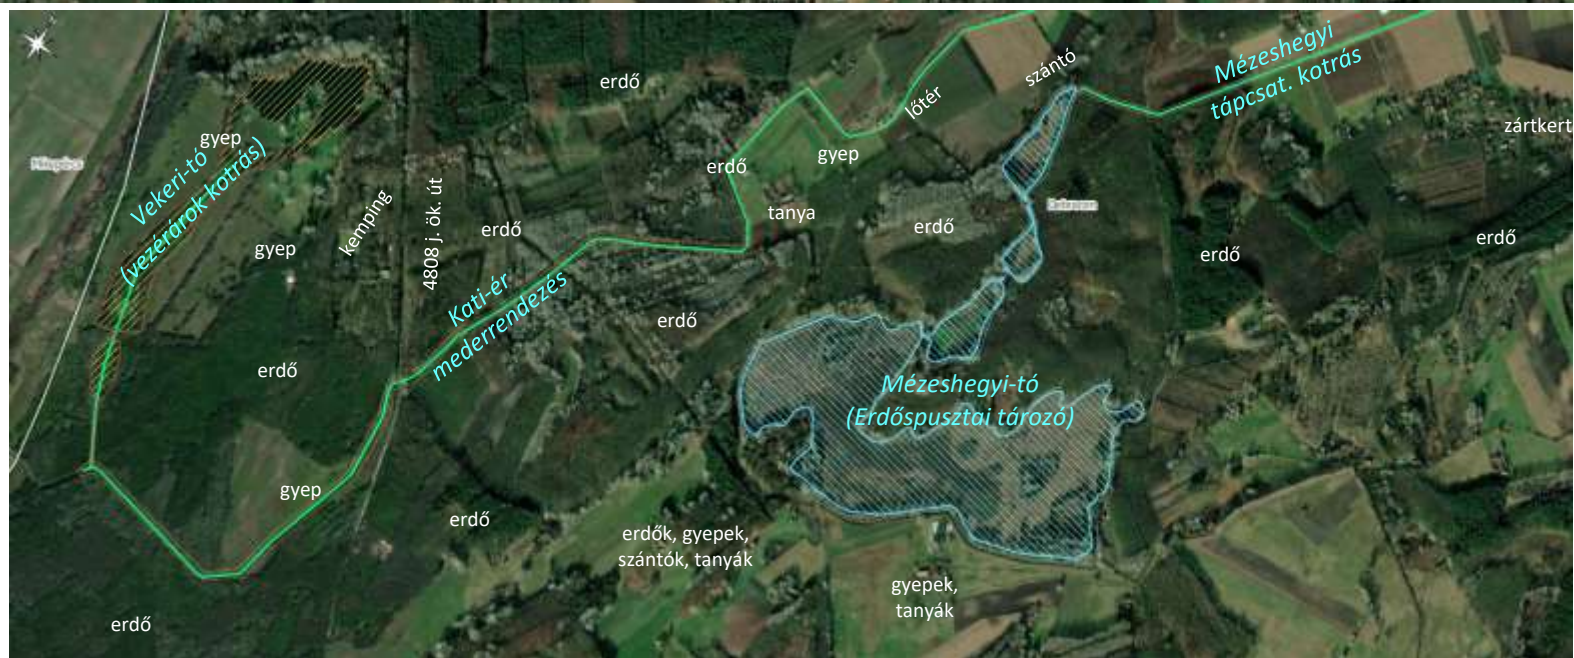 erdő
szántó
Mézeshegyi
tápcsat. kotrás
lőtér
zártkert
gyep
Vekeri-tó
(vezérárok kotrás)
erdő
gyep
tanya
kemping
4808 j. ök. út
erdő
erdő
erdő
erdő
gyep
Kati-ér
mederrendezés
erdő
erdő
Mézeshegyi-tó
(Erdőspusztai tározó)
gyep
erdő
erdők, gyepek,
szántók, tanyák
gyepek,
tanyák
erdő